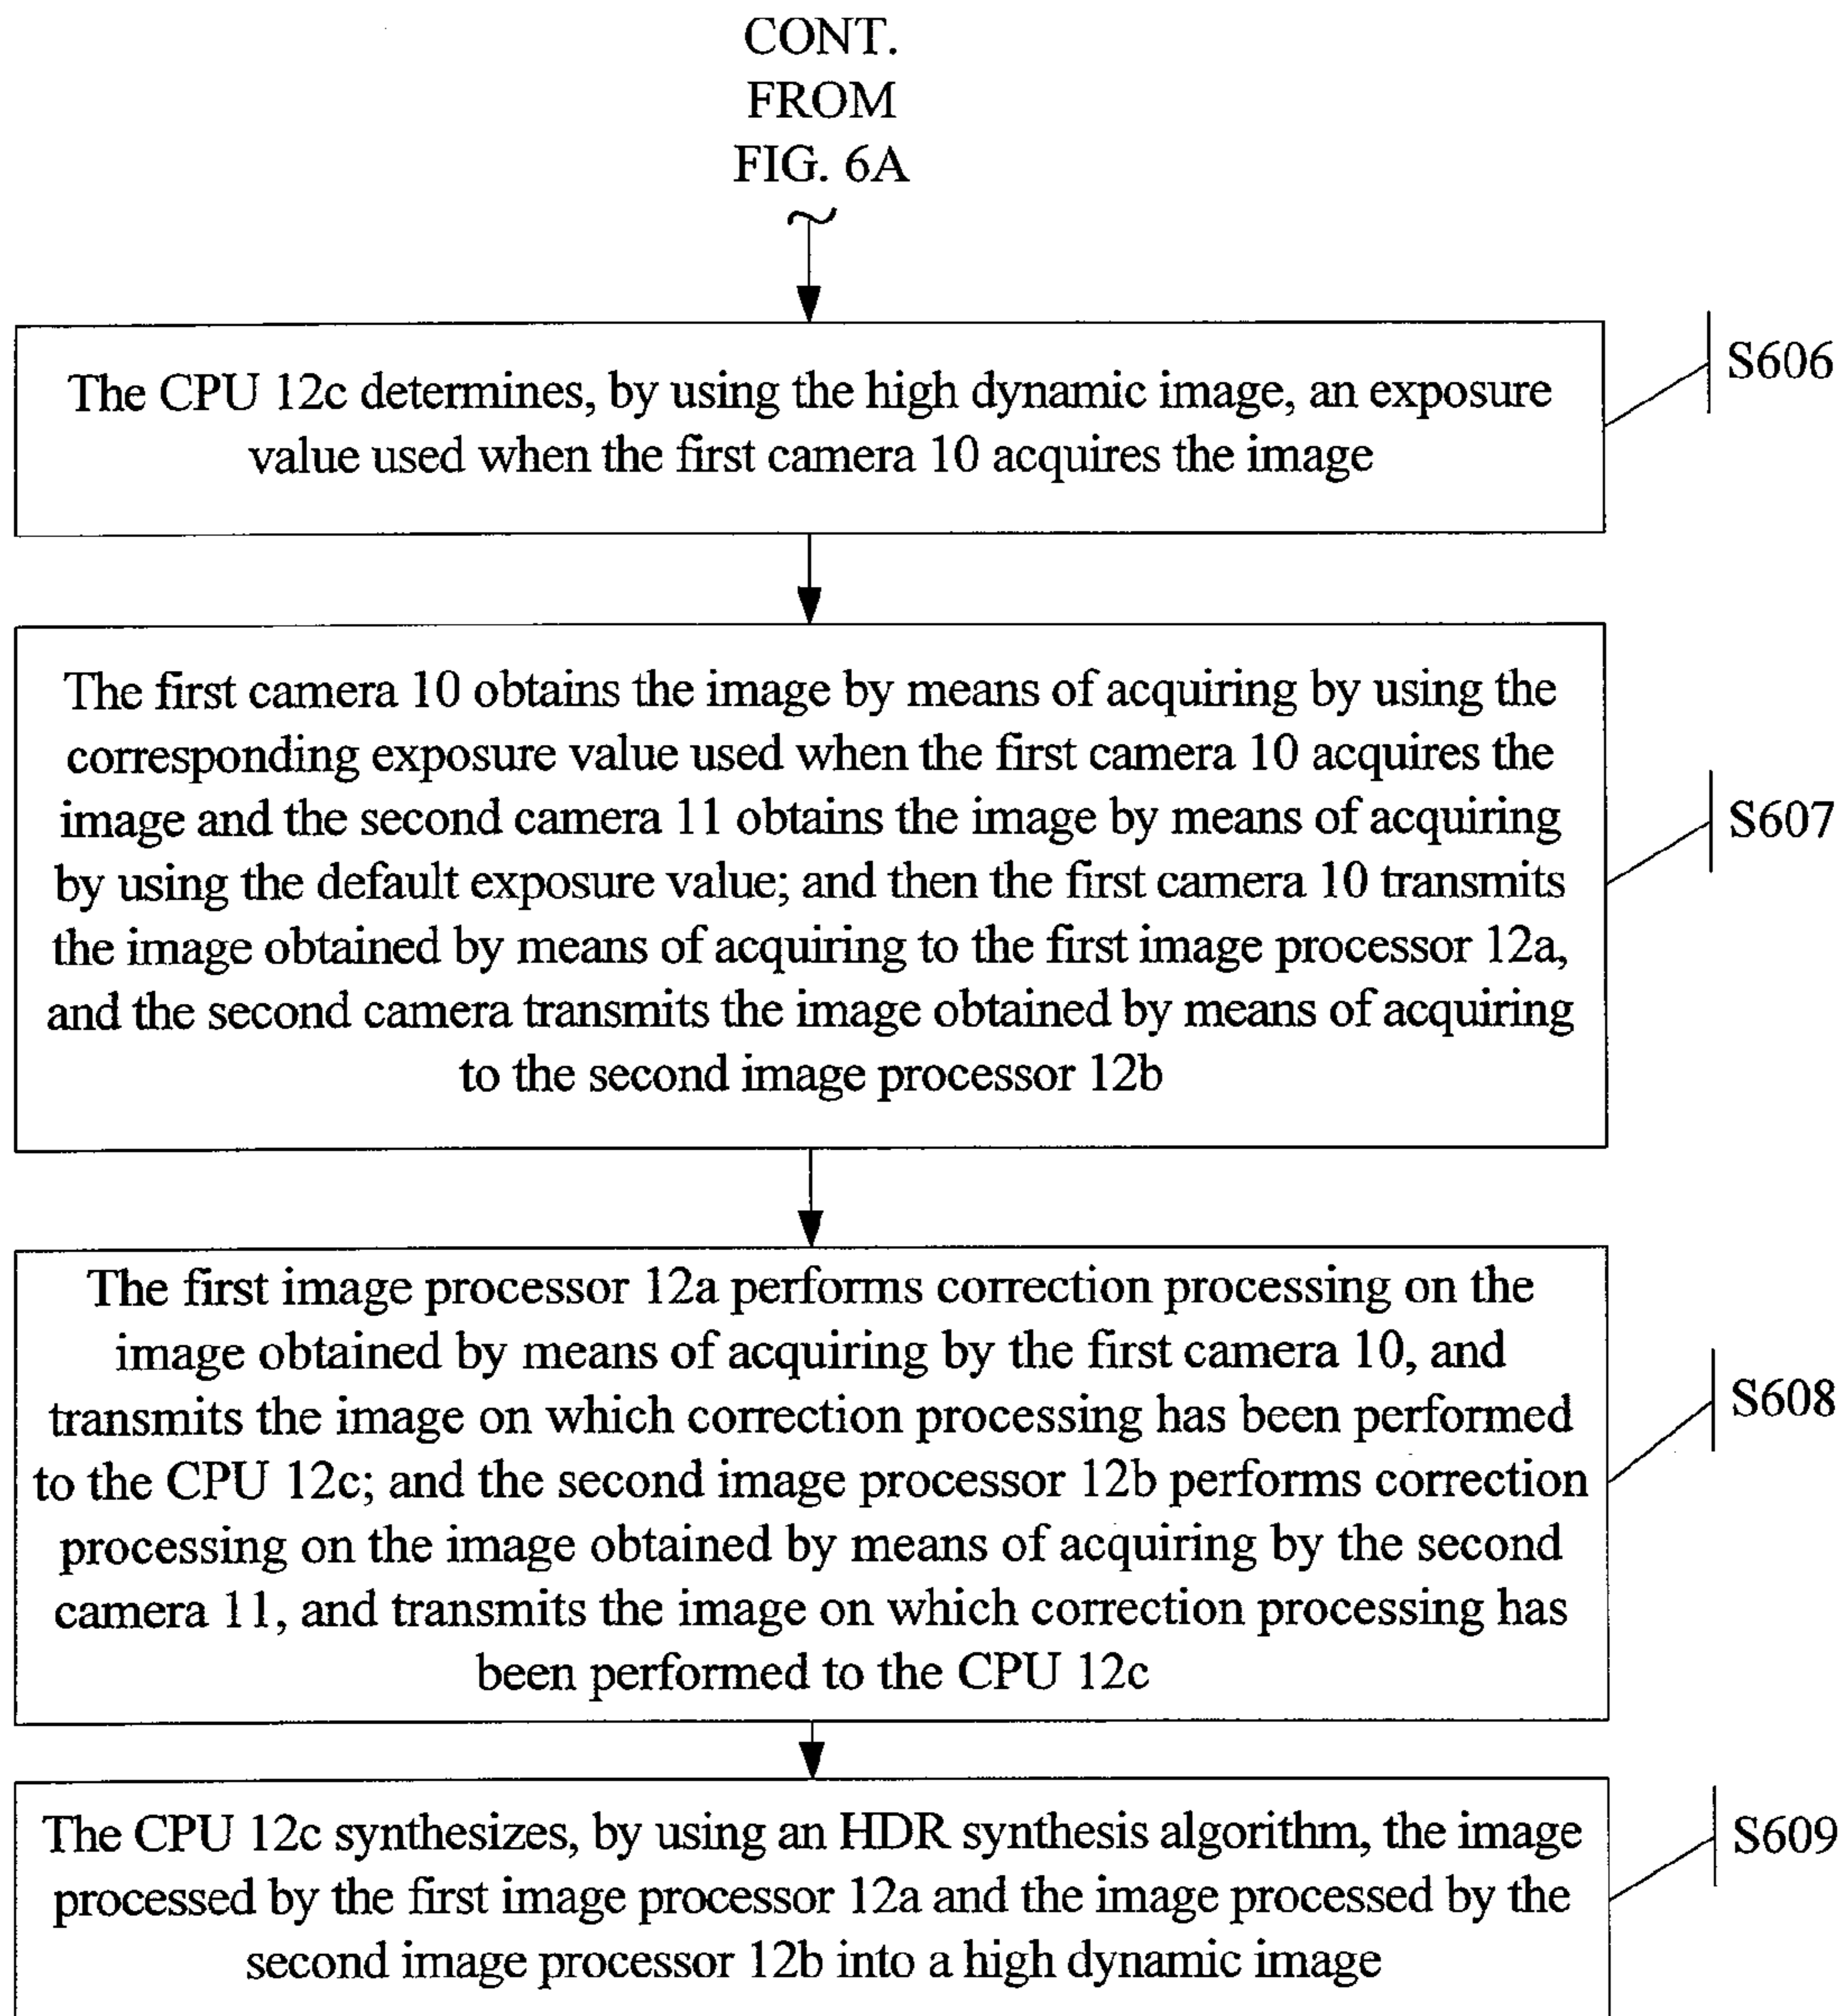 CONT.
FROM
FIG. 6A
The CPU 12c determines, by using the high dynamic image, an exposure
value used when the first camera 10 acquires the image
S606
The first camera 10 obtains the image by means of acquiring by using the
corresponding exposure value used when the first camera 10 acquires the
image and the second camera 11 obtains the image by means of acquiring
by using the default exposure value; and then the first camera 10 transmits
the image obtained by means of acquiring to the first image processor 12a,
and the second camera transmits the image obtained by means of acquiring
to the second image processor 12b
S607
The first image processor 12a performs correction processing on the
image obtained by means of acquiring by the first camera 10, and
transmits the image on which correction processing has been performed
to the CPU 12c; and the second image processor 12b performs correction
processing on the image obtained by means of acquiring by the second
camera 11, and transmits the image on which correction processing has
been performed to the CPU 12c
S608
The CPU 12c synthesizes, by using an HDR synthesis algorithm, the image
processed by the first image processor 12a and the image processed by the
second image processor 12b into a high dynamic image
S609